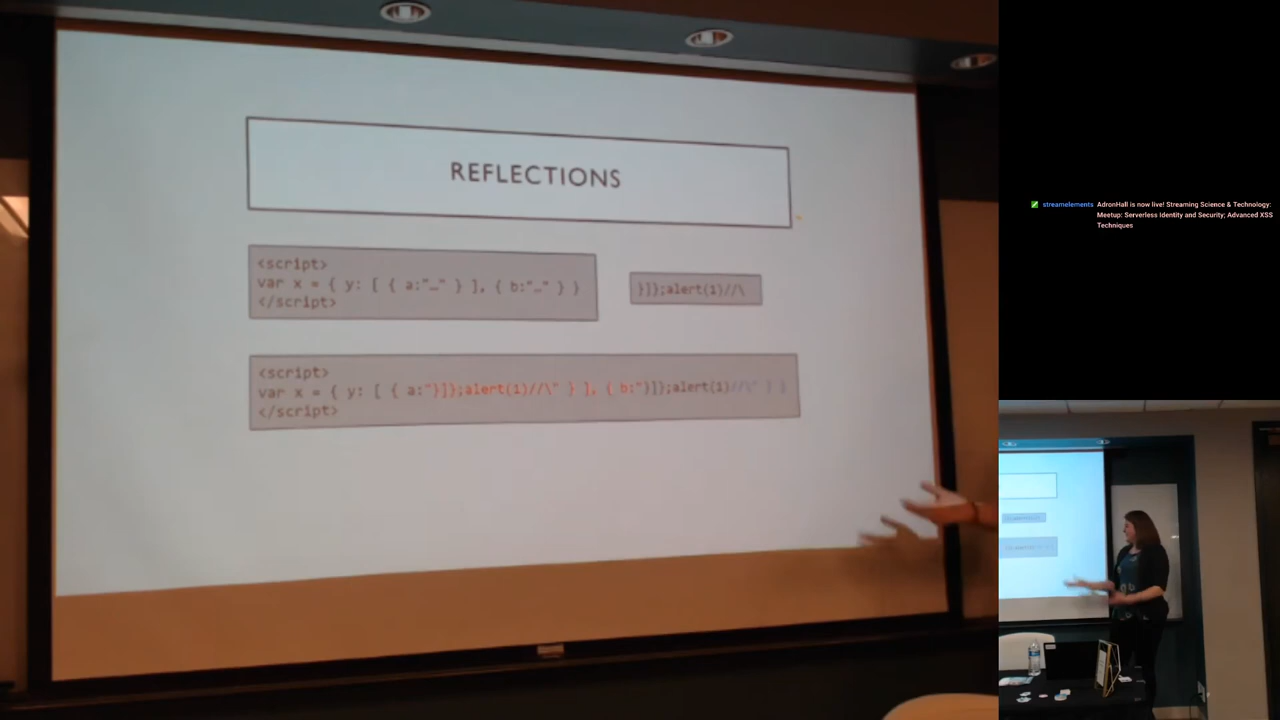 REFLECTIONS
<script>
var x = { y: [ { a:"…" } ], { b:"…" } }
</script>
}]};alert(1)//\
<script>
var x = { y: [ { a:"}]};alert(1)//\" } ], { b:"}]};alert(1)//\" } }
</script>
streamelements AdronHall is now live! Streaming Science & Technology:
Meetup: Serverless Identity and Security; Advanced XSS
Techniques